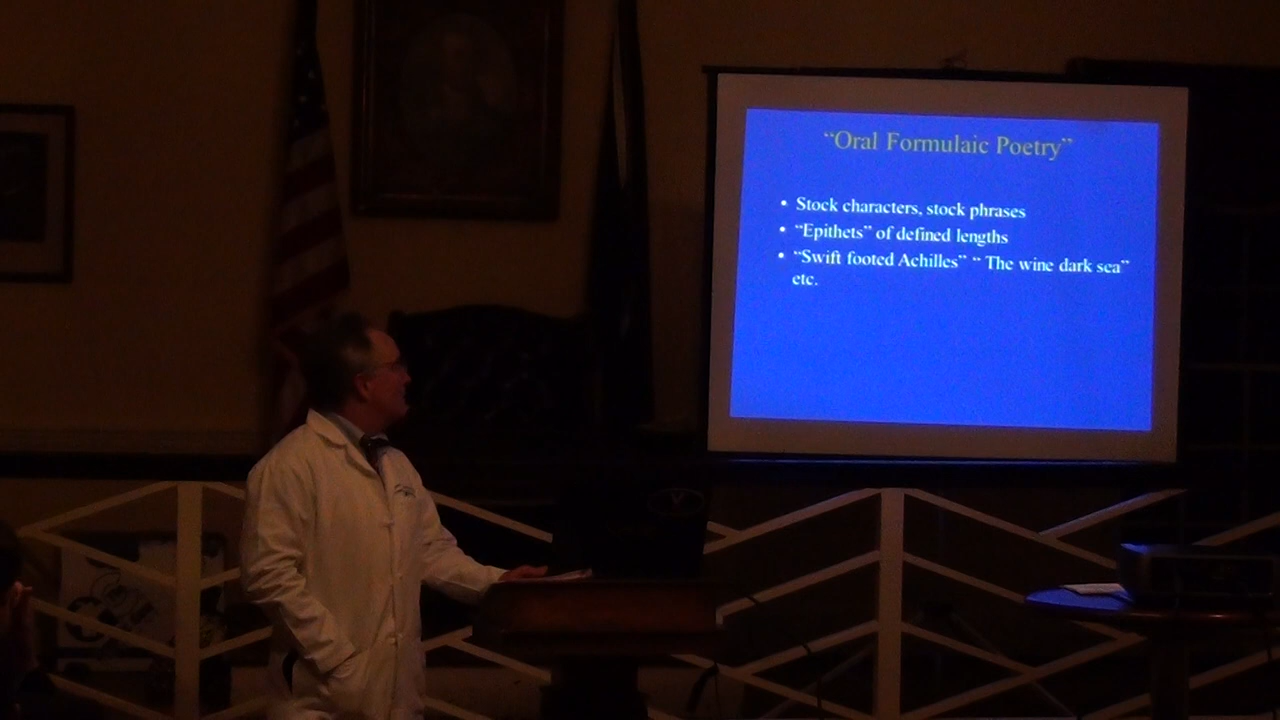 “Oral Formulaic Poetry”
• Stock characters, stock phrases
• “Epithets” of defined lengths
• “Swift footed Achilles” “ The wine dark sea”
etc.